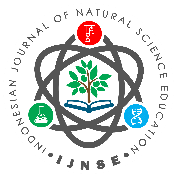 INDONESIAN JOURNAL OF NATURAL SCIENCE EDUCATION
•IJNSE•